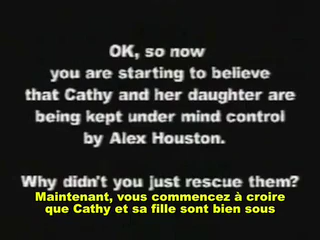 OK, so now
you are starting to believe
that Cathy and her daughter are
being kept under mind control
by Alex Houston.
Why didn't you just rescue them?
Maintenant, vous commencez à croire
que Cathy et sa fille sont bien sous